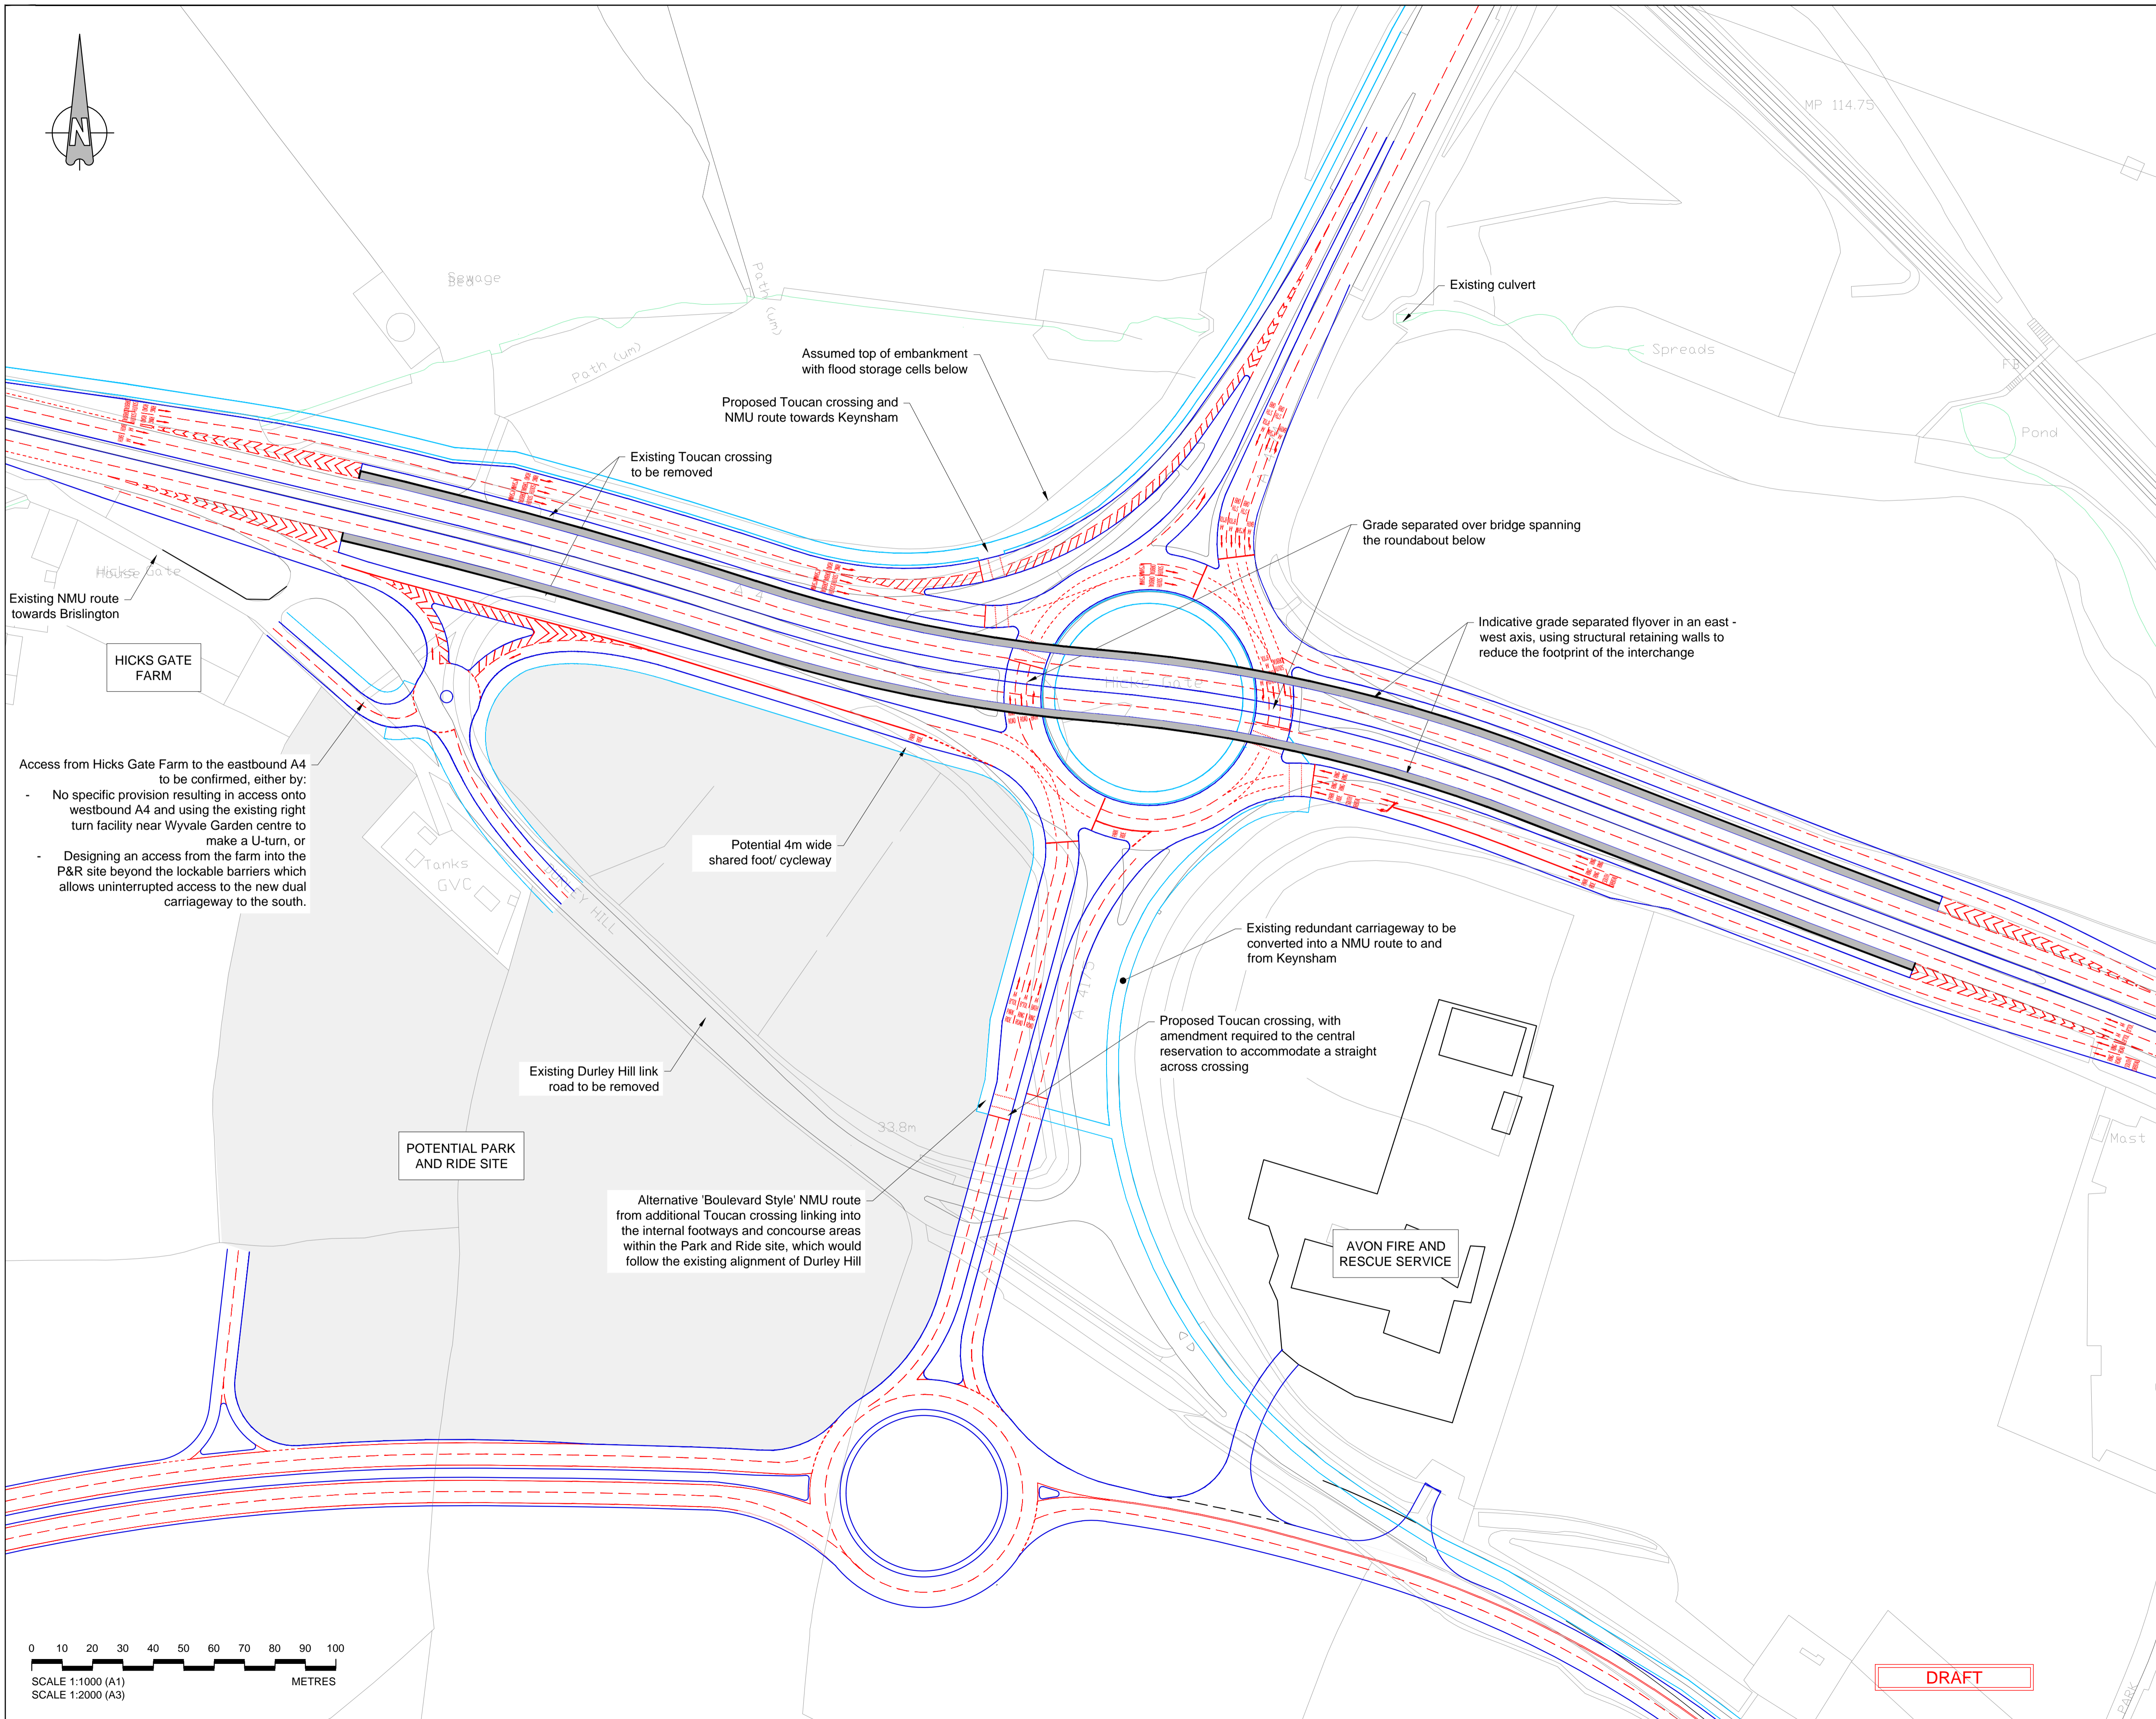 N
MP 114.75
Sewage
Bed
Path (um)
Path (um)
Existing culvert
Spreads
FB
Pond
Assumed top of embankment
with flood storage cells below
Proposed Toucan crossing and
NMU route towards Keynsham
Existing Toucan crossing
to be removed
Grade separated over bridge spanning
the roundabout below
Hicks Gate
House
Existing NMU route
towards Brislington
A 4
Indicative grade separated flyover in an east -
west axis, using structural retaining walls to
reduce the footprint of the interchange
HICKS GATE
FARM
Hicks Gate
Access from Hicks Gate Farm to the eastbound A4
to be confirmed, either by:
- No specific provision resulting in access onto
westbound A4 and using the existing right
turn facility near Wyvale Garden centre to
make a U-turn, or
- Designing an access from the farm into the
P&R site beyond the lockable barriers which
allows uninterrupted access to the new dual
carriageway to the south.
Potential 4m wide
shared foot/ cycleway
Tanks
GVC
DURLEY HILL
Existing redundant carriageway to be
converted into a NMU route to and
from Keynsham
A 4175
Proposed Toucan crossing, with
amendment required to the central
reservation to accommodate a straight
across crossing
Existing Durley Hill link
road to be removed
33.8m
Mast
POTENTIAL PARK
AND RIDE SITE
Alternative 'Boulevard Style' NMU route
from additional Toucan crossing linking into
the internal footways and concourse areas
within the Park and Ride site, which would
follow the existing alignment of Durley Hill
AVON FIRE AND
RESCUE SERVICE
0 10 20 30 40 50 60 70 80 90 100
SCALE 1:1000 (A1) METRES
SCALE 1:2000 (A3)
DRAFT
PARK